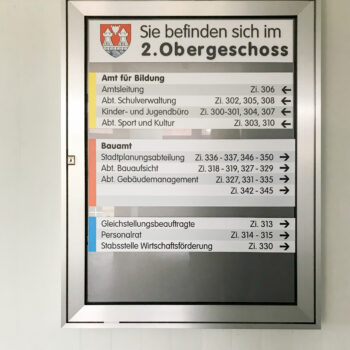 Sie befinden sich im
2.Obergeschoss
Amt für Bildung
Amtsleitung Zi. 306 ←
Abt. Schulverwaltung Zi. 302, 305, 308 ←
Kinder- und Jugendbüro Zi. 300-301, 304, 307 ←
Abt. Sport und Kultur Zi. 303, 310 ←
Bauamt
Stadtplanungsabteilung Zi. 336 - 337, 346 - 350 →
Abt. Bauaufsicht Zi. 318 - 319, 327 - 329 →
Abt. Gebäudemanagement Zi. 327, 331 - 335 →
Zi. 342 - 345 →
Gleichstellungsbeauftragte Zi. 313 →
Personalrat Zi. 314 - 315 →
Stabsstelle Wirtschaftsförderung Zi. 330 →